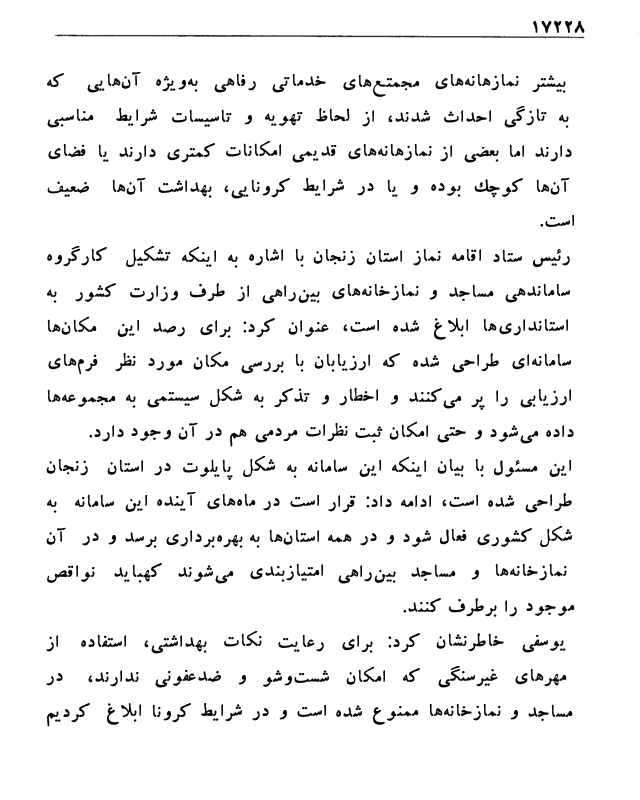 ۱۷۲۲۸
بیشتر نمازهانه‌های مجمتع‌های خدماتی رفاهی به‌ویژه آن‌هایی که
به تازگی احداث شدند، از لحاظ تهویه و تاسیسات شرایط مناسبی
دارند اما بعضی از نمازهانه‌های قدیمی امکانات کمتری دارند یا فضای
آن‌ها کوچك بوده و یا در شرایط کرونایی، بهداشت آن‌ها ضعیف
است.
رئیس ستاد اقامه نماز استان زنجان با اشاره به اینکه تشکیل کارگروه
ساماندهی مساجد و نمازخانه‌های بین‌راهی از طرف وزارت کشور به
استانداری‌ها ابلاغ شده است، عنوان کرد: برای رصد این مکان‌ها
سامانه‌ای طراحی شده که ارزیابان با بررسی مکان مورد نظر فرم‌های
ارزیابی را پر می‌کنند و اخطار و تذکر به شکل سیستمی به مجموعه‌ها
داده می‌شود و حتی امکان ثبت نظرات مردمی هم در آن وجود دارد.
این مسئول با بیان اینکه این سامانه به شکل پایلوت در استان زنجان
طراحی شده است، ادامه داد: قرار است در ماه‌های آینده این سامانه به
شکل کشوری فعال شود و در همه استان‌ها به بهره‌برداری برسد و در آن
نمازخانه‌ها و مساجد بین‌راهی امتیازبندی می‌شوند کهباید نواقص
موجود را برطرف کنند.
یوسفی خاطرنشان کرد: برای رعایت نکات بهداشتی، استفاده از
مهرهای غیرسنگی که امکان شست‌وشو و ضدعفونی ندارند، در
مساجد و نمازخانه‌ها ممنوع شده است و در شرایط کرونا ابلاغ کردیم